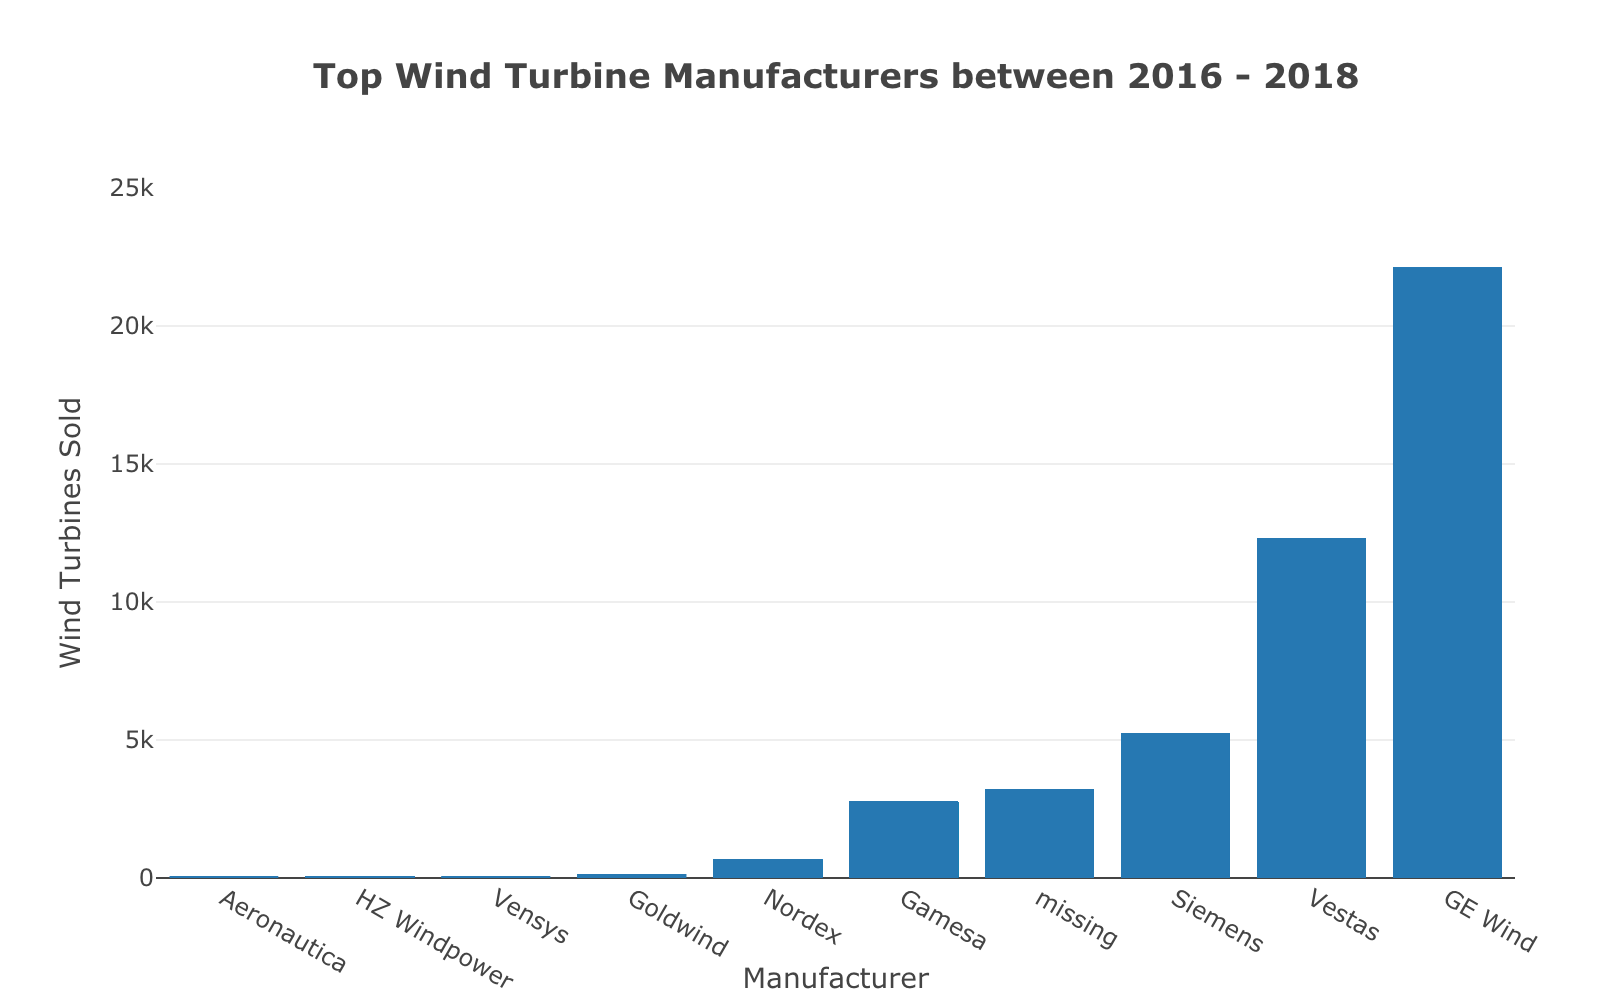 Top Wind Turbine Manufacturers between 2016 - 2018
25k
20k
15k
10k
5k
0
Wind Turbines Sold
Aeronautica
HZ Windpower
Vensys
Goldwind
Nordex
Gamesa
missing
Siemens
Vestas
GE Wind
Manufacturer